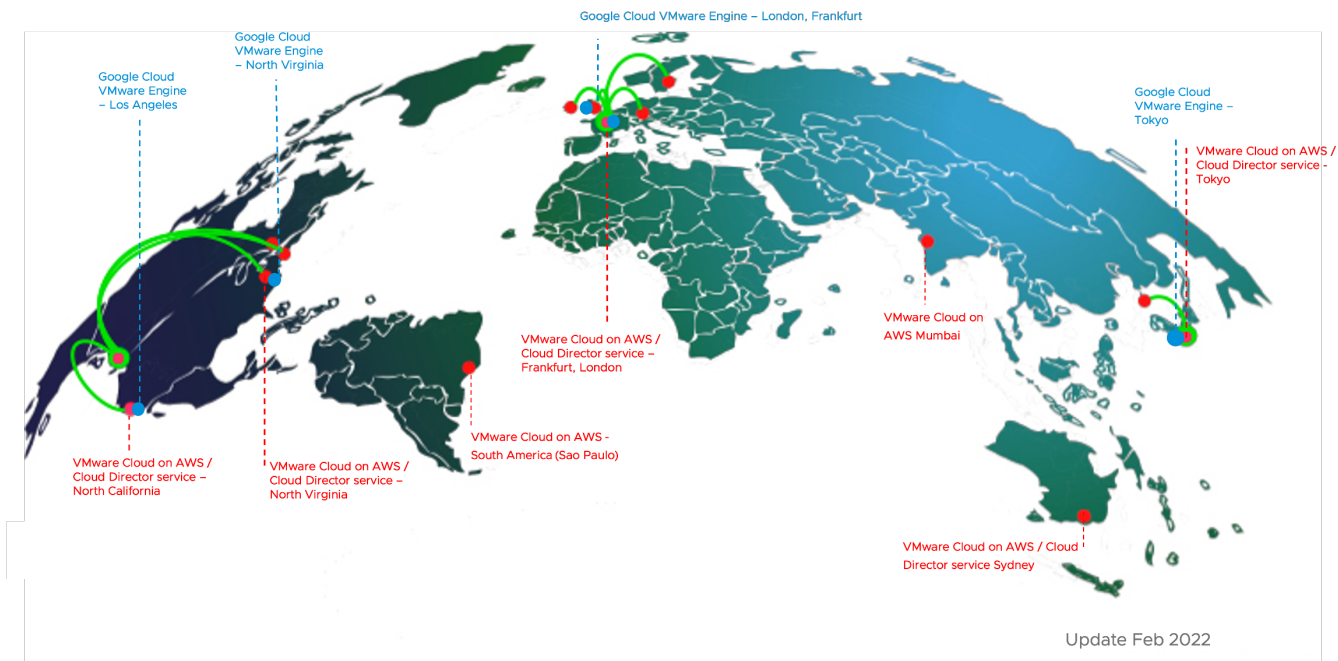 Google Cloud VMware Engine – London, Frankfurt
Google Cloud
VMware Engine
– North Virginia
Google Cloud
VMware Engine
– Los Angeles
Google Cloud
VMware Engine –
Tokyo
VMware Cloud on AWS /
Cloud Director service -
Tokyo
VMware Cloud on
AWS Mumbai
VMware Cloud on AWS /
Cloud Director service –
Frankfurt, London
VMware Cloud on AWS -
South America (Sao Paulo)
VMware Cloud on AWS /
Cloud Director service –
North California
VMware Cloud on AWS /
Cloud Director service –
North Virginia
VMware Cloud on AWS / Cloud
Director service Sydney
Update Feb 2022